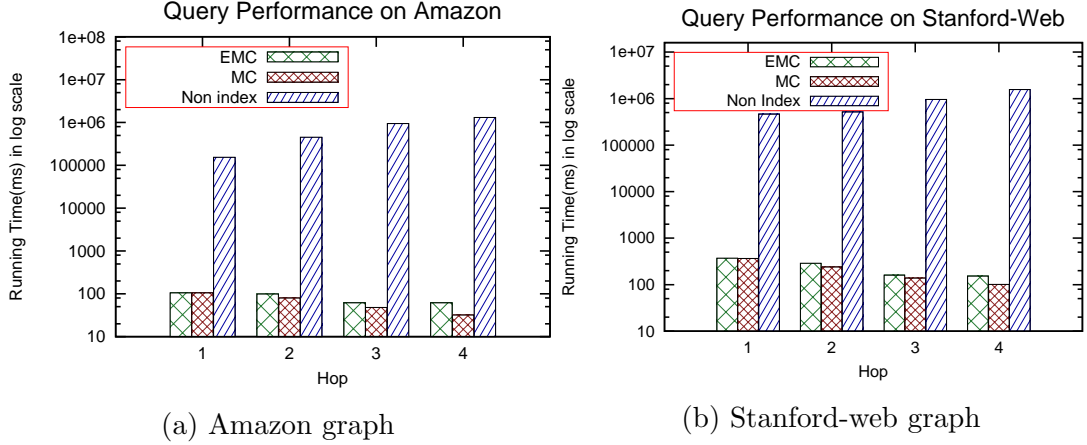 Query Performance on Amazon
Running Time(ms) in log scale
1e+08
1e+07
1e+06
100000
10000
1000
100
10
EMC
MC
Non index
1 2 3 4
Hop
(a) Amazon graph
Query Performance on Stanford-Web
Running Time(ms) in log scale
1e+07
1e+06
100000
10000
1000
100
10
EMC
MC
Non Index
1 2 3 4
Hop
(b) Stanford-web graph